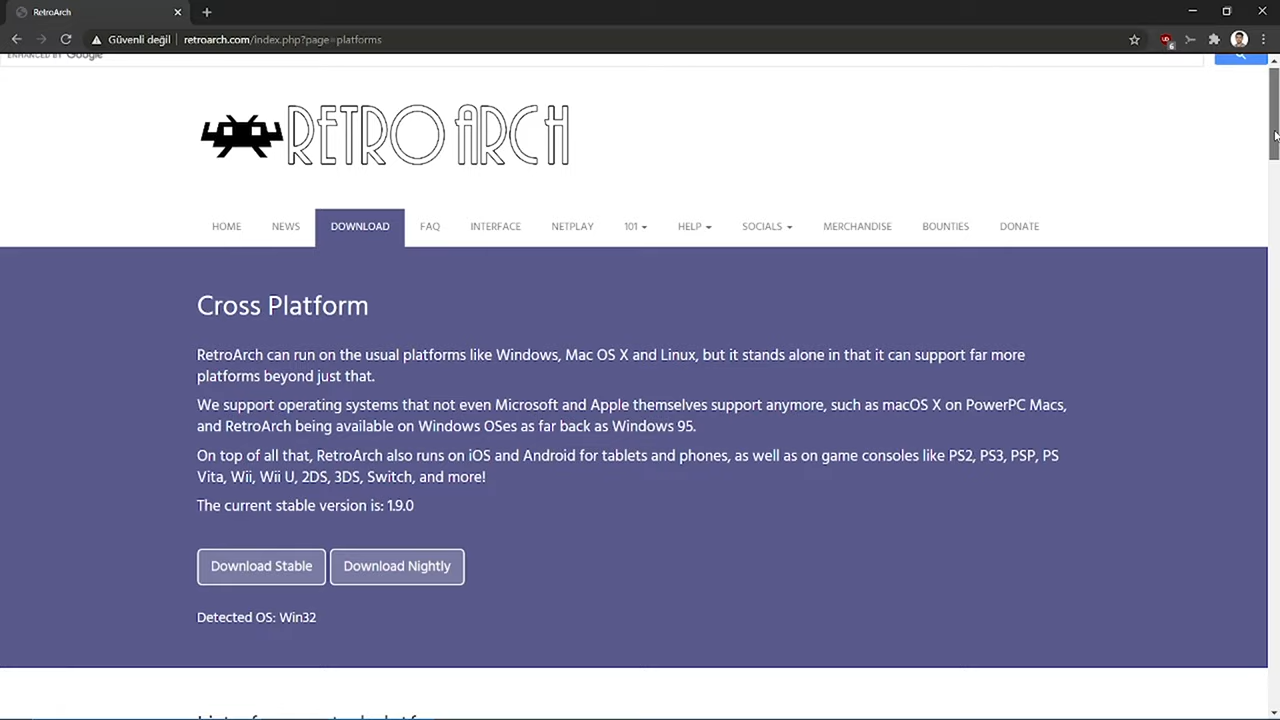 RetroArch
Güvenli değil
retroarch.com/index.php?page=platforms
6
ENHANCED BY Google
RETRO ARCH
HOME
NEWS
DOWNLOAD
FAQ
INTERFACE
NETPLAY
101
HELP
SOCIALS
MERCHANDISE
BOUNTIES
DONATE
Cross Platform
RetroArch can run on the usual platforms like Windows, Mac OS X and Linux, but it stands alone in that it can support far more
platforms beyond just that.
We support operating systems that not even Microsoft and Apple themselves support anymore, such as macOS X on PowerPC Macs,
and RetroArch being available on Windows OSes as far back as Windows 95.
On top of all that, RetroArch also runs on iOS and Android for tablets and phones, as well as on game consoles like PS2, PS3, PSP, PS
Vita, Wii, Wii U, 2DS, 3DS, Switch, and more!
The current stable version is: 1.9.0
Download Stable
Download Nightly
Detected OS: Win32